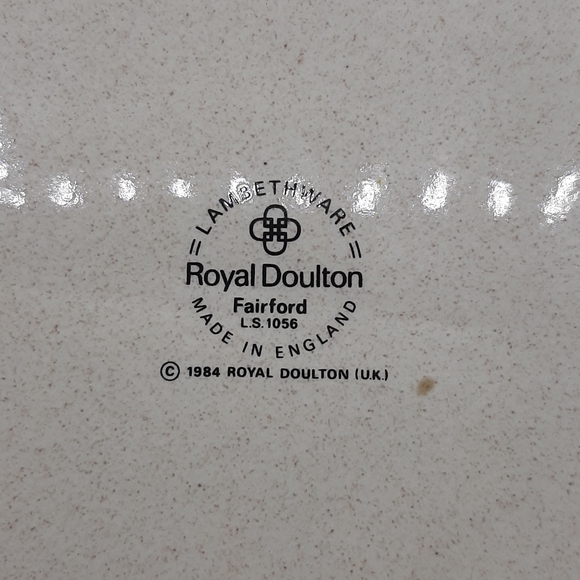 = LAMBETHWARE =
Royal Doulton
Fairford
L.S.1056
MADE IN ENGLAND
© 1984 ROYAL DOULTON (U.K.)